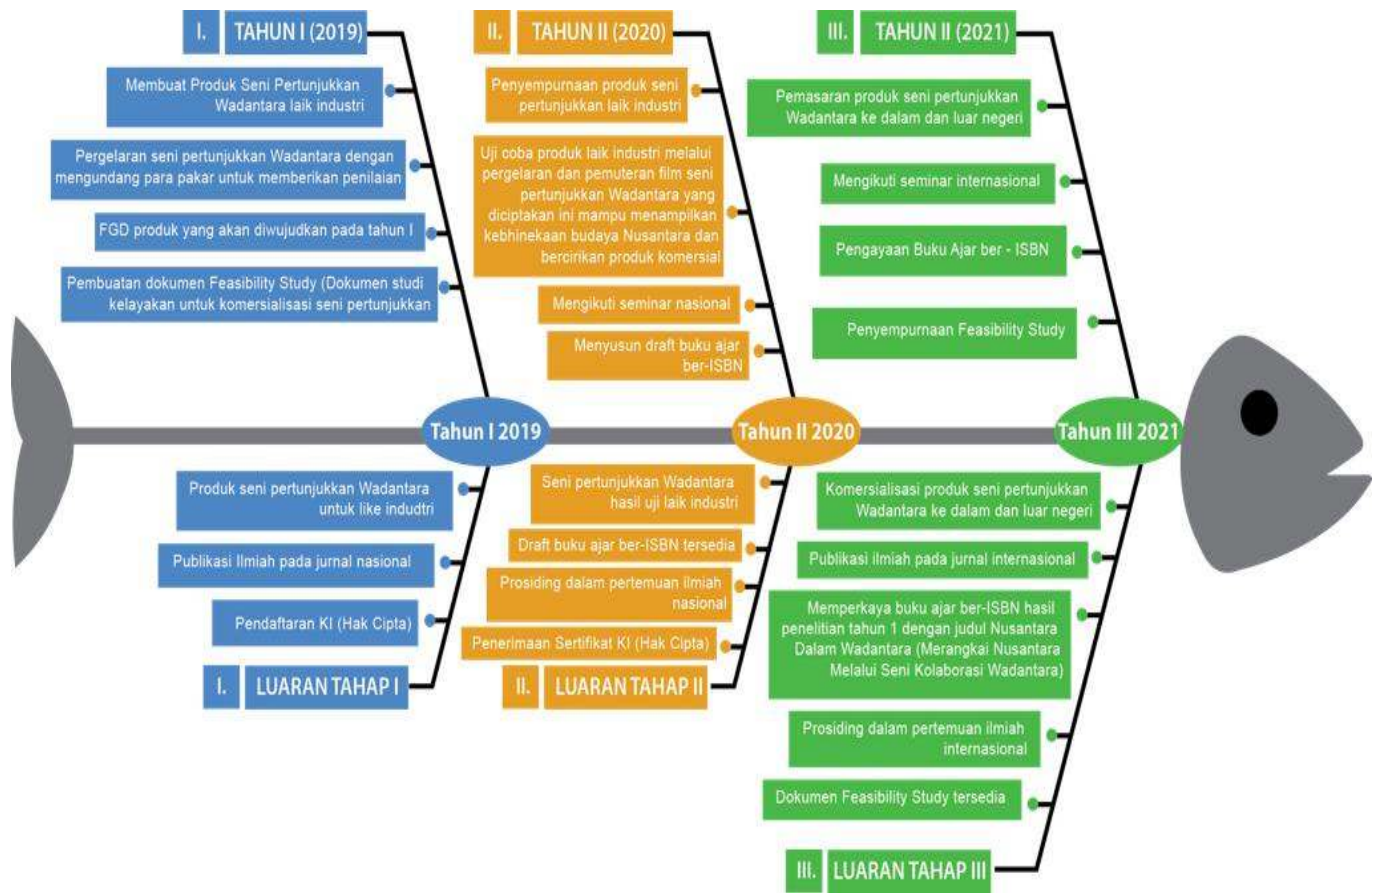 I. TAHUN I (2019)
Membuat Produk Seni Pertunjukkan
Wadantara laik industri
Pergelaran seni pertunjukkan Wadantara dengan
mengundang para pakar untuk memberikan penilaian
FGD produk yang akan diwujudkan pada tahun I
Pembuatan dokumen Feasibility Study (Dokumen studi
kelayakan untuk komersialisasi seni pertunjukkan
II. TAHUN II (2020)
Penyempurnaan produk seni
pertunjukkan laik industri
Uji coba produk laik industri melalui
pergelaran dan pemuteran film seni
pertunjukkan Wadantara yang
diciptakan ini mampu menampilkan
kebhinekaan budaya Nusantara dan
bercirikan produk komersial
Mengikuti seminar nasional
Menyusun draft buku ajar
ber-ISBN
III. TAHUN II (2021)
Pemasaran produk seni pertunjukkan
Wadantara ke dalam dan luar negeri
Mengikuti seminar internasional
Pengayaan Buku Ajar ber - ISBN
Penyempurnaan Feasibility Study
Tahun I 2019
Tahun II 2020
Tahun III 2021
Produk seni pertunjukkan Wadantara
untuk like indudtri
Publikasi Ilmiah pada jurnal nasional
Pendaftaran KI (Hak Cipta)
I. LUARAN TAHAP I
Seni pertunjukkan Wadantara
hasil uji laik industri
Draft buku ajar ber-ISBN tersedia
Prosiding dalam pertemuan ilmiah
nasional
Penerimaan Sertifikat KI (Hak Cipta)
II. LUARAN TAHAP II
Komersialisasi produk seni pertunjukkan
Wadantara ke dalam dan luar negeri
Publikasi ilmiah pada jurnal internasional
Memperkaya buku ajar ber-ISBN hasil
penelitian tahun 1 dengan judul Nusantara
Dalam Wadantara (Merangkai Nusantara
Melalui Seni Kolaborasi Wadantara)
Prosiding dalam pertemuan ilmiah
internasional
Dokumen Feasibility Study tersedia
III. LUARAN TAHAP III